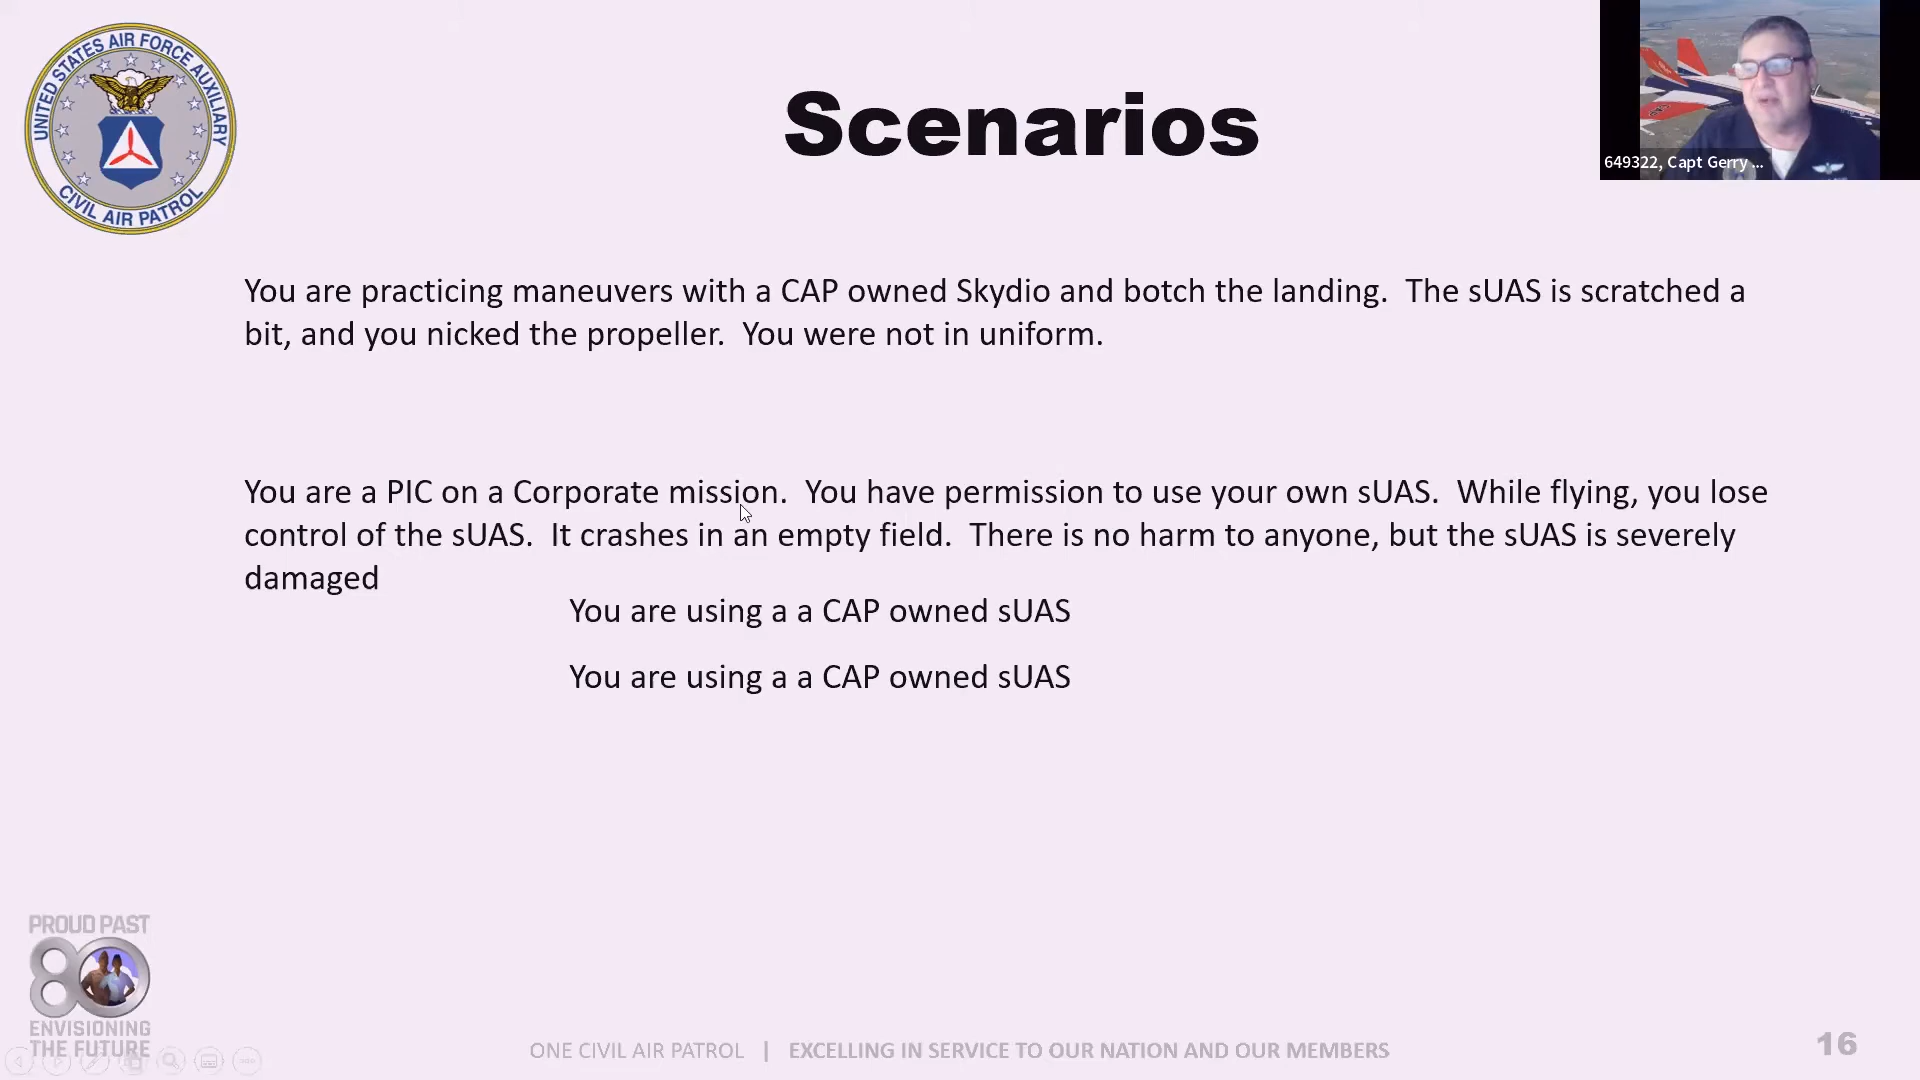 UNITED STATES AIR FORCE AUXILIARY
CIVIL AIR PATROL
Scenarios
649322, Capt Gerry ...
You are practicing maneuvers with a CAP owned Skydio and botch the landing.  The sUAS is scratched a
bit, and you nicked the propeller.  You were not in uniform.
You are a PIC on a Corporate mission.  You have permission to use your own sUAS.  While flying, you lose
control of the sUAS.  It crashes in an empty field.  There is no harm to anyone, but the sUAS is severely
damaged
You are using a a CAP owned sUAS
You are using a a CAP owned sUAS
PROUD PAST
80
ENVISIONING
THE FUTURE
ONE CIVIL AIR PATROL | EXCELLING IN SERVICE TO OUR NATION AND OUR MEMBERS
16